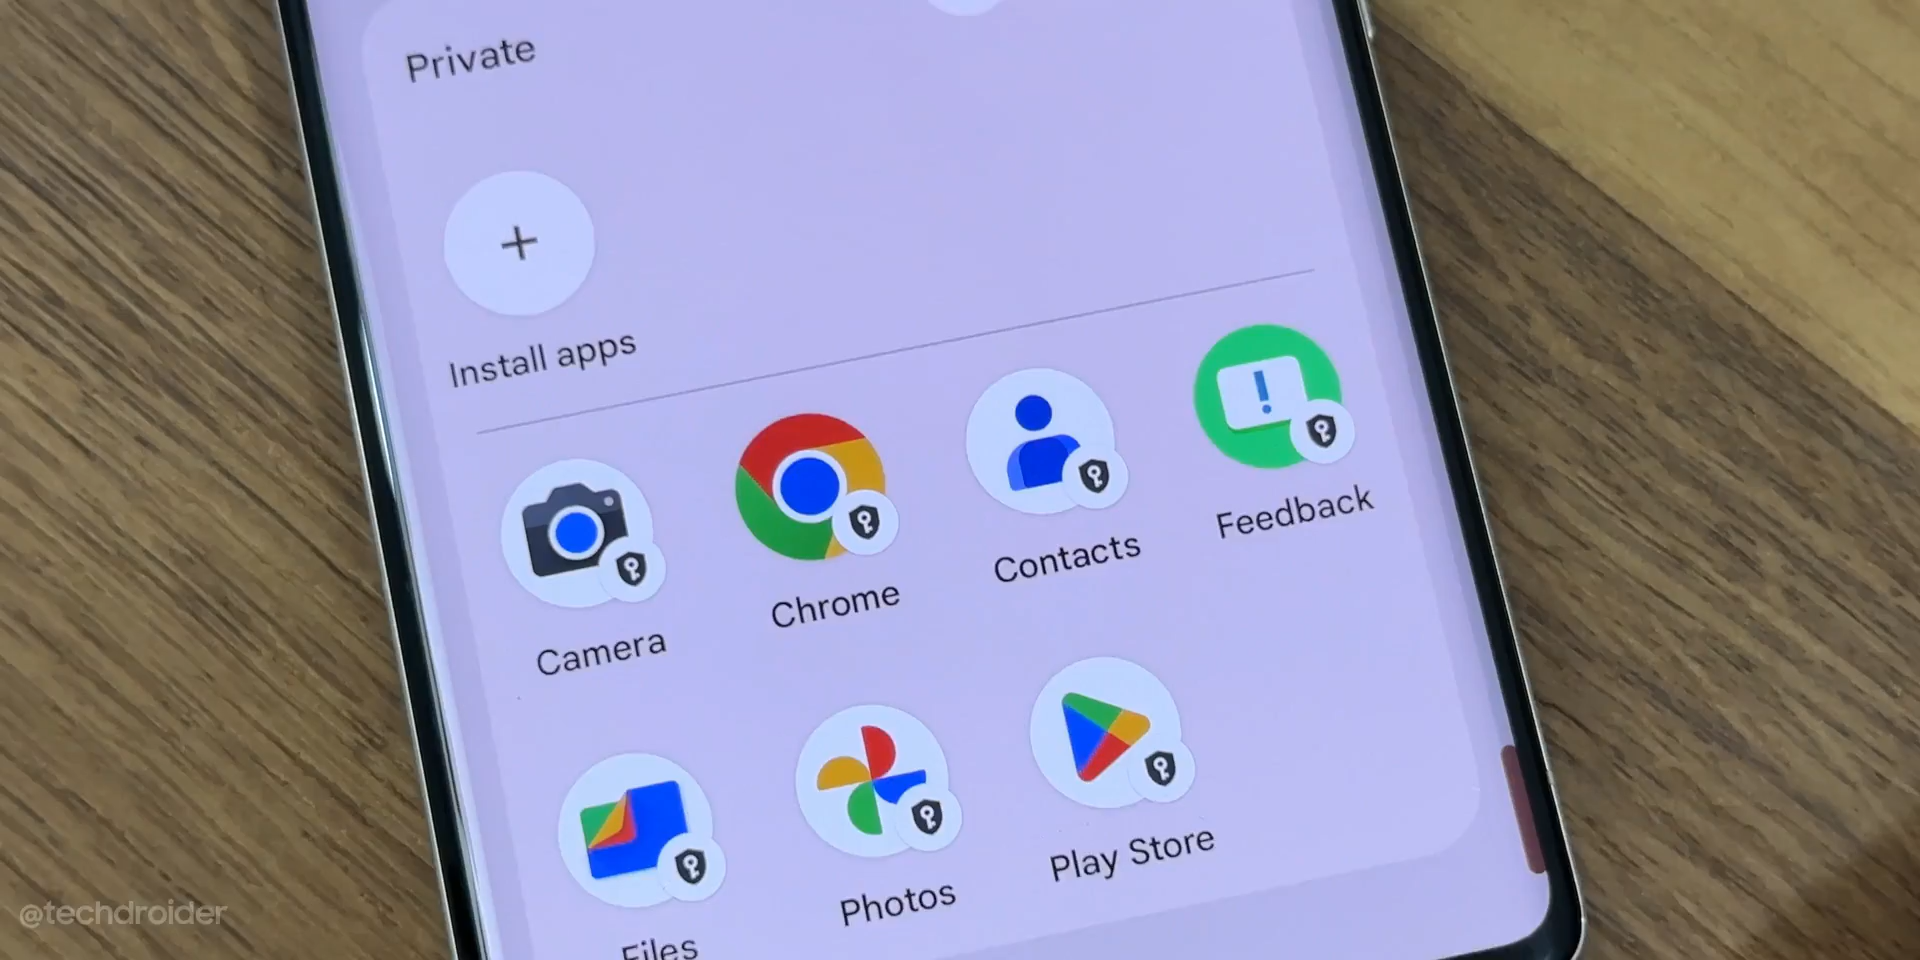 Private
Install apps
Camera
Chrome
Contacts
Feedback
Files
Photos
Play Store
@techdroider